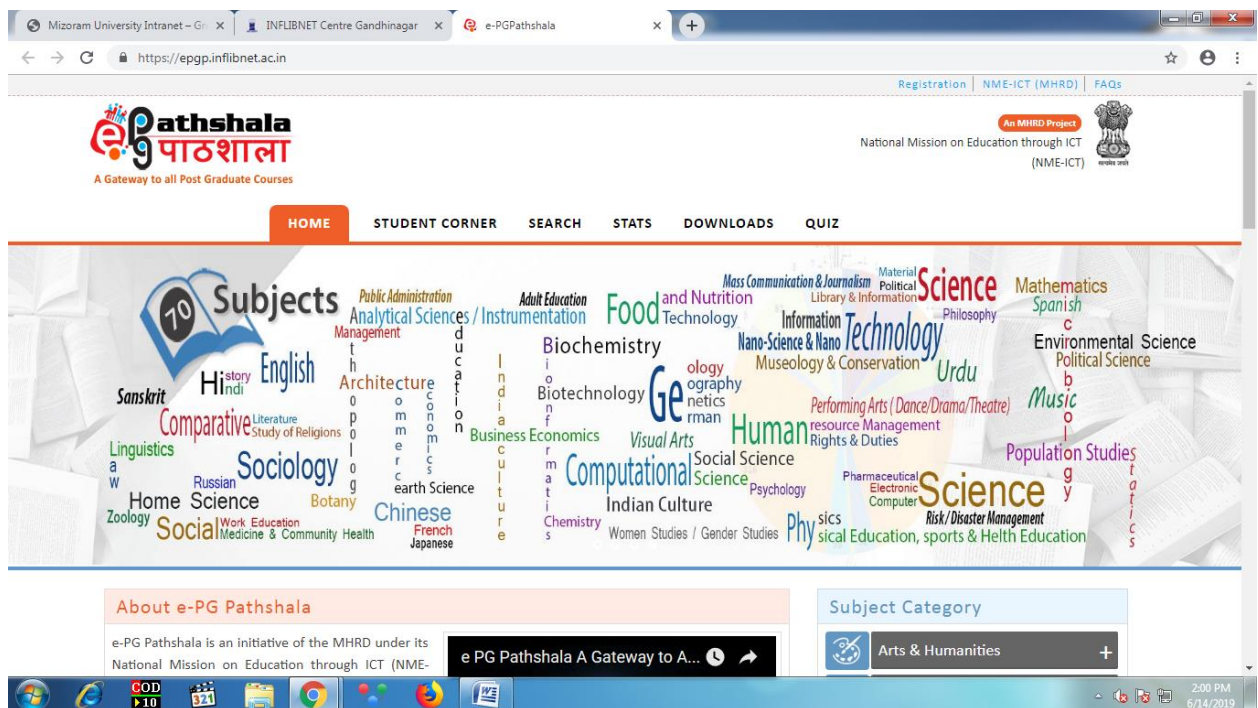 Mizoram University Intranet – Gr
INFLIBNET Centre Gandhinagar
e-PGPathshala
https://epgp.inflibnet.ac.in
Registration | NME-ICT (MHRD) | FAQs
ePG Pathshala
पाठशाला
A Gateway to all Post Graduate Courses
An MHRD Project
National Mission on Education through ICT
(NME-ICT)
HOME STUDENT CORNER SEARCH STATS DOWNLOADS QUIZ
70 Subjects
Public Administration
Adult Education
Analytical Sciences / Instrumentation
Management
Food and Nutrition
Technology
Mass Communication & Journalism
Material
Political
Library & Information
Science
Philosophy
Mathematics
Spanish
Information
Nano-Science & Nano
Technology
Environmental Science
Political Science
Museology & Conservation
Urdu
Biochemistry
Biotechnology
Geology
Geography
Genetics
German
History
Hindi
English
Sanskrit
Architecture
Anthropology
Commerce
Economics
Education
Indian culture
Bioinformatics
Performing Arts ( Dance/Drama/Theatre)
Music
Microbiology
Comparative Literature
Study of Religions
Business Economics
Visual Arts
Human resource Management
Rights & Duties
Linguistics
Law
Russian
Sociology
earth Science
Computational Social Science
Science
Psychology
Population Studies
Statistics
Home Science
Botany
Chinese
Indian Culture
Pharmaceutical
Electronic
Computer
Science
Risk/Disaster Management
Zoology
Social Work Education
Medicine & Community Health
French
Japanese
Chemistry
Women Studies / Gender Studies
Physics
Physical Education, sports & Helth Education
About e-PG Pathshala
e-PG Pathshala is an initiative of the MHRD under its
National Mission on Education through ICT (NME-
e PG Pathshala A Gateway to A...
Subject Category
Arts & Humanities
COD
10
321
2:00 PM
6/14/2019